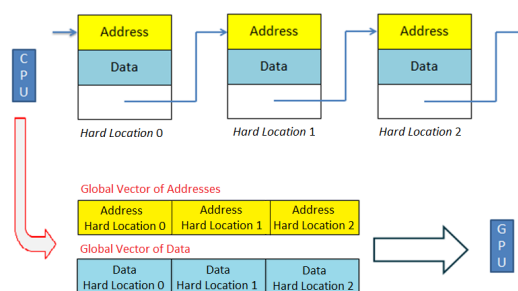 CPU
Address
Data
Hard Location 0
Address
Data
Hard Location 1
Address
Data
Hard Location 2
Global Vector of Addresses
Address
Hard Location 0
Address
Hard Location 1
Address
Hard Location 2
Global Vector of Data
Data
Hard Location 0
Data
Hard Location 1
Data
Hard Location 2
GPU